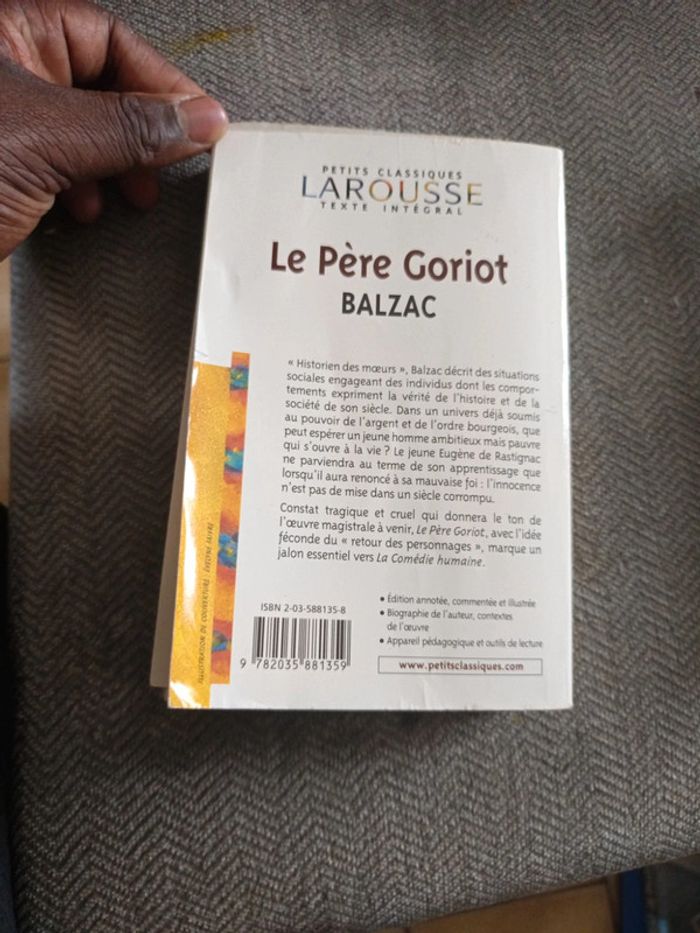 PETITS CLASSIQUES
LAROUSSE
TEXTE INTÉGRAL
Le Père Goriot
BALZAC
« Historien des mœurs », Balzac décrit des situations
sociales engageant des individus dont les compor-
tements expriment la vérité de l'histoire et de la
société de son siècle. Dans un univers déjà soumis
au pouvoir de l'argent et de l'ordre bourgeois, que
peut espérer un jeune homme ambitieux mais pauvre
qui s'ouvre à la vie ? Le jeune Eugène de Rastignac
ne parviendra au terme de son apprentissage que
lorsqu'il aura renoncé à sa mauvaise foi : l'innocence
n'est pas de mise dans un siècle corrompu.
Constat tragique et cruel qui donnera le ton de
l'œuvre magistrale à venir, Le Père Goriot, avec l'idée
féconde du « retour des personnages », marque un
jalon essentiel vers La Comédie humaine.
• Édition annotée, commentée et illustrée
• Biographie de l'auteur, contextes
de l'œuvre
• Appareil pédagogique et outils de lecture
www.petitsclassiques.com
ISBN 2-03-588135-8
9 782035 881359
ILLUSTRATION DE COUVERTURE : ÉVELYNE FAIVRE